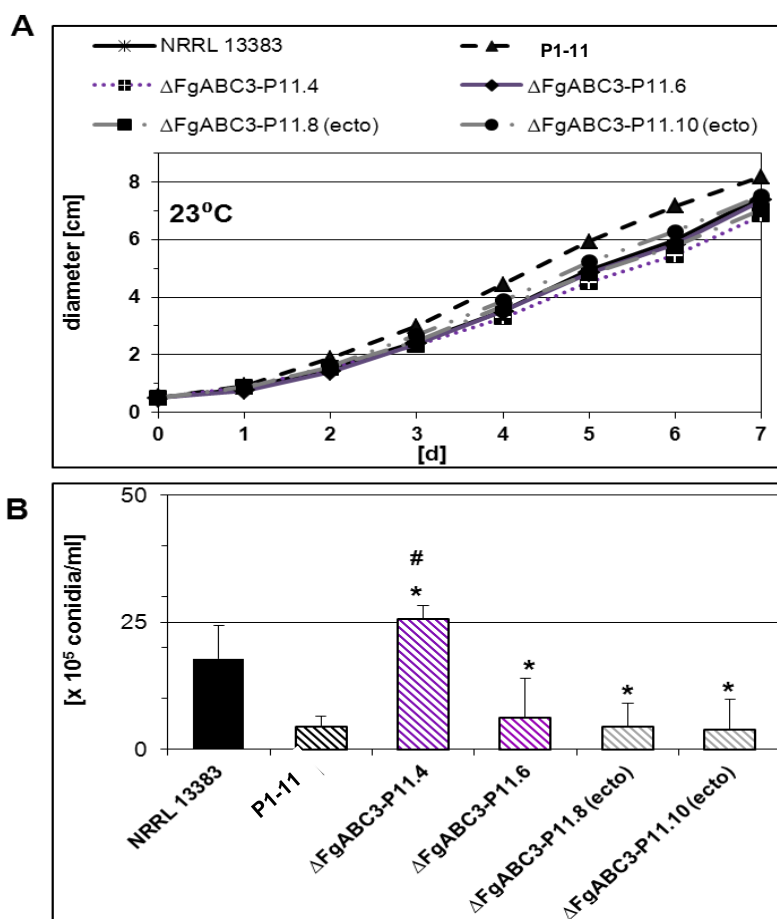 A
NRRL 13383
P1-11
ΔFgABC3-P11.4
ΔFgABC3-P11.6
ΔFgABC3-P11.8 (ecto)
ΔFgABC3-P11.10 (ecto)
23⁰C
diameter [cm]
8
6
4
2
0
0 1 2 3 4 5 6 7
[d]
B
[x 10⁵ conidia/ml]
50
25
0
#
* * * *
NRRL 13383
P1-11
ΔFgABC3-P11.4
ΔFgABC3-P11.6
ΔFgABC3-P11.8 (ecto)
ΔFgABC3-P11.10 (ecto)